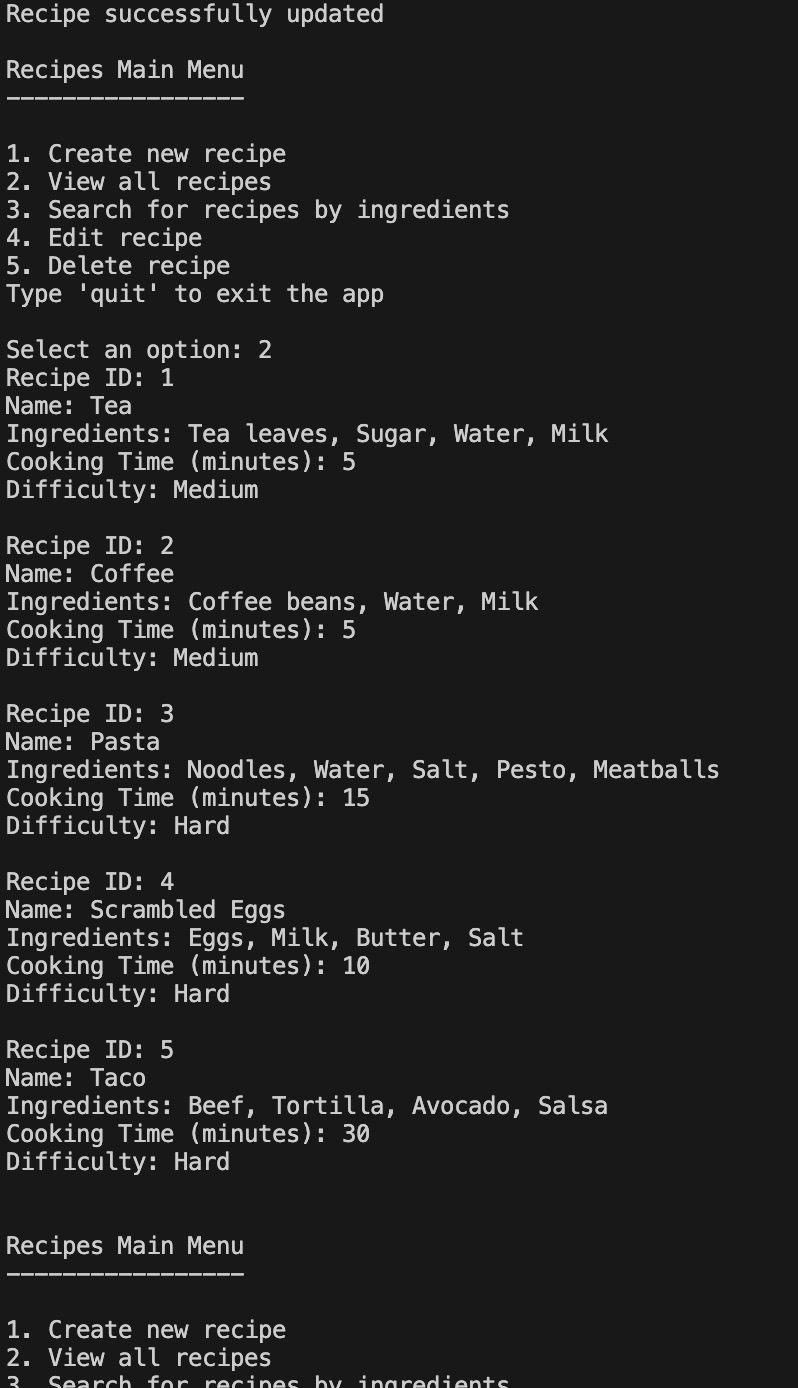 Recipe successfully updated
Recipes Main Menu
-----------------
1. Create new recipe
2. View all recipes
3. Search for recipes by ingredients
4. Edit recipe
5. Delete recipe
Type 'quit' to exit the app
Select an option: 2
Recipe ID: 1
Name: Tea
Ingredients: Tea leaves, Sugar, Water, Milk
Cooking Time (minutes): 5
Difficulty: Medium
Recipe ID: 2
Name: Coffee
Ingredients: Coffee beans, Water, Milk
Cooking Time (minutes): 5
Difficulty: Medium
Recipe ID: 3
Name: Pasta
Ingredients: Noodles, Water, Salt, Pesto, Meatballs
Cooking Time (minutes): 15
Difficulty: Hard
Recipe ID: 4
Name: Scrambled Eggs
Ingredients: Eggs, Milk, Butter, Salt
Cooking Time (minutes): 10
Difficulty: Hard
Recipe ID: 5
Name: Taco
Ingredients: Beef, Tortilla, Avocado, Salsa
Cooking Time (minutes): 30
Difficulty: Hard
Recipes Main Menu
-----------------
1. Create new recipe
2. View all recipes
3. Search for recipes by ingredients